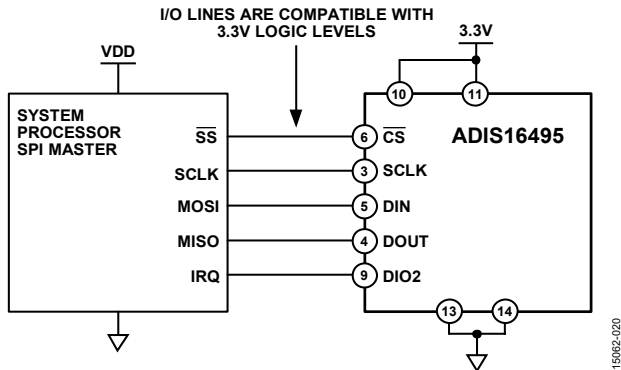 I/O LINES ARE COMPATIBLE WITH
3.3V LOGIC LEVELS
VDD
3.3V
SYSTEM
PROCESSOR
SPI MASTER
10
11
ADIS16495
SS
6
CS
SCLK
3
SCLK
MOSI
5
DIN
MISO
4
DOUT
IRQ
9
DIO2
13
14
15062-020